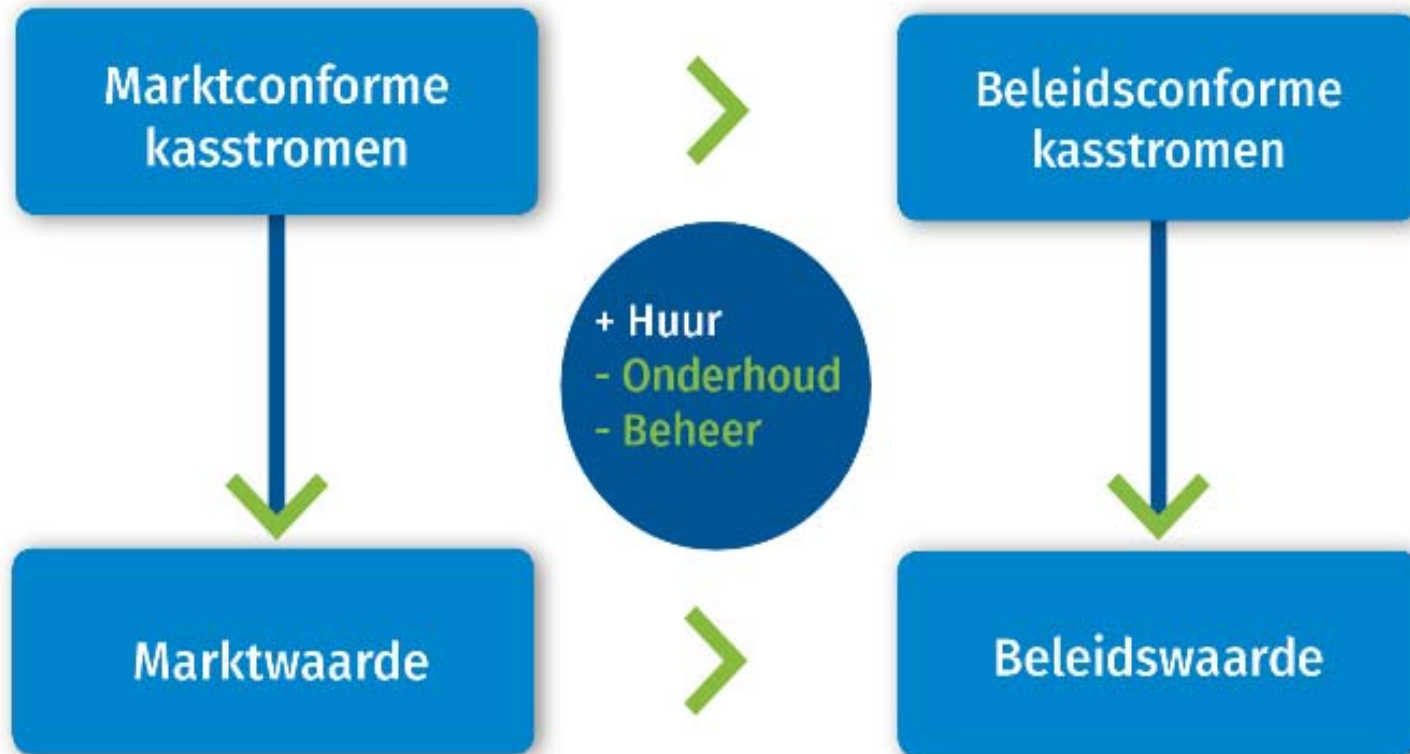 Marktconforme
kasstromen
Beleidsconforme
kasstromen
+ Huur
- Onderhoud
- Beheer
Marktwaarde
Beleidswaarde